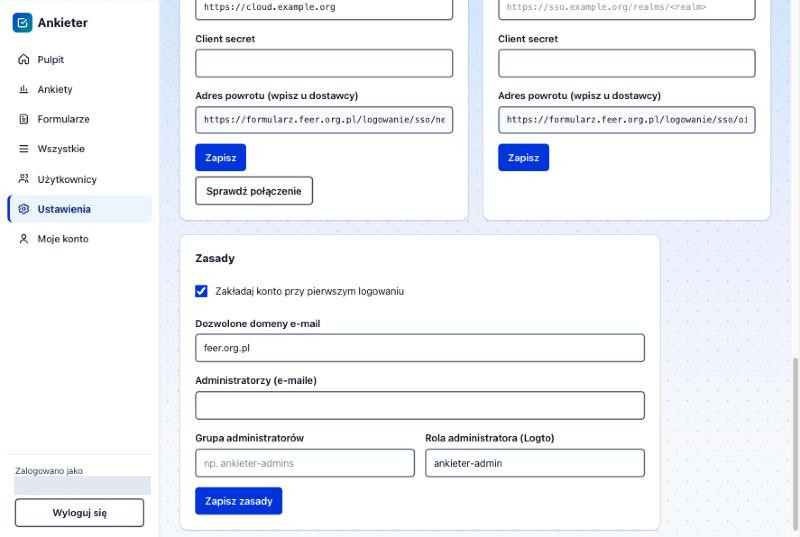 Ankieter
Pulpit
Ankiety
Formularze
Wszystkie
Użytkownicy
Ustawienia
Moje konto
Zalogowano jako
Wyloguj się
https://cloud.example.org
Client secret
Adres powrotu (wpisz u dostawcy)
https://formularz.feer.org.pl/logowanie/sso/ne
Zapisz
Sprawdź połączenie
https://sso.example.org/realms/<realm>
Client secret
Adres powrotu (wpisz u dostawcy)
https://formularz.feer.org.pl/logowanie/sso/oi
Zapisz
Zasady
Zakładaj konto przy pierwszym logowaniu
Dozwolone domeny e-mail
feer.org.pl
Administratorzy (e-maile)
Grupa administratorów
np. ankieter-admins
Rola administratora (Logto)
ankieter-admin
Zapisz zasady